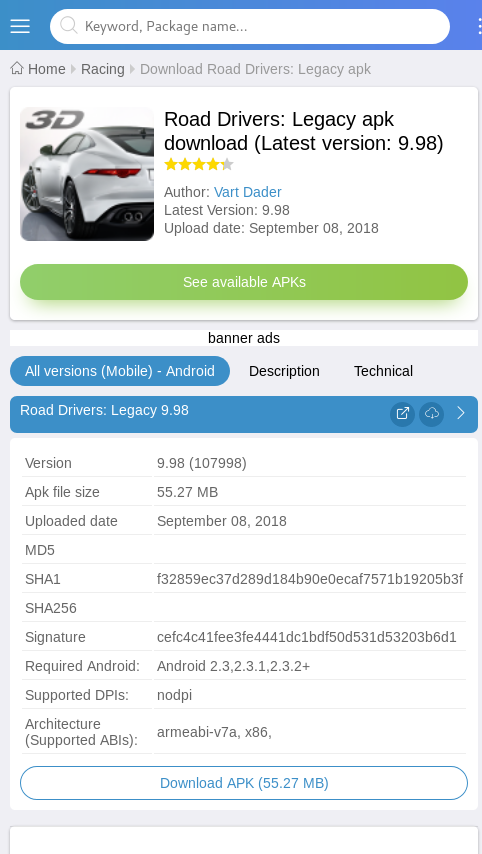 Keyword, Package name...
Home Racing Download Road Drivers: Legacy apk
3D
Road Drivers: Legacy apk
download (Latest version: 9.98)
Author: Vart Dader
Latest Version: 9.98
Upload date: September 08, 2018
See available APKs
banner ads
All versions (Mobile) - Android Description Technical
Road Drivers: Legacy 9.98
Version 9.98 (107998)
Apk file size 55.27 MB
Uploaded date September 08, 2018
MD5
SHA1 f32859ec37d289d184b90e0ecaf7571b19205b3f
SHA256
Signature cefc4c41fee3fe4441dc1bdf50d531d53203b6d1
Required Android: Android 2.3,2.3.1,2.3.2+
Supported DPIs: nodpi
Architecture
(Supported ABIs): armeabi-v7a, x86,
Download APK (55.27 MB)